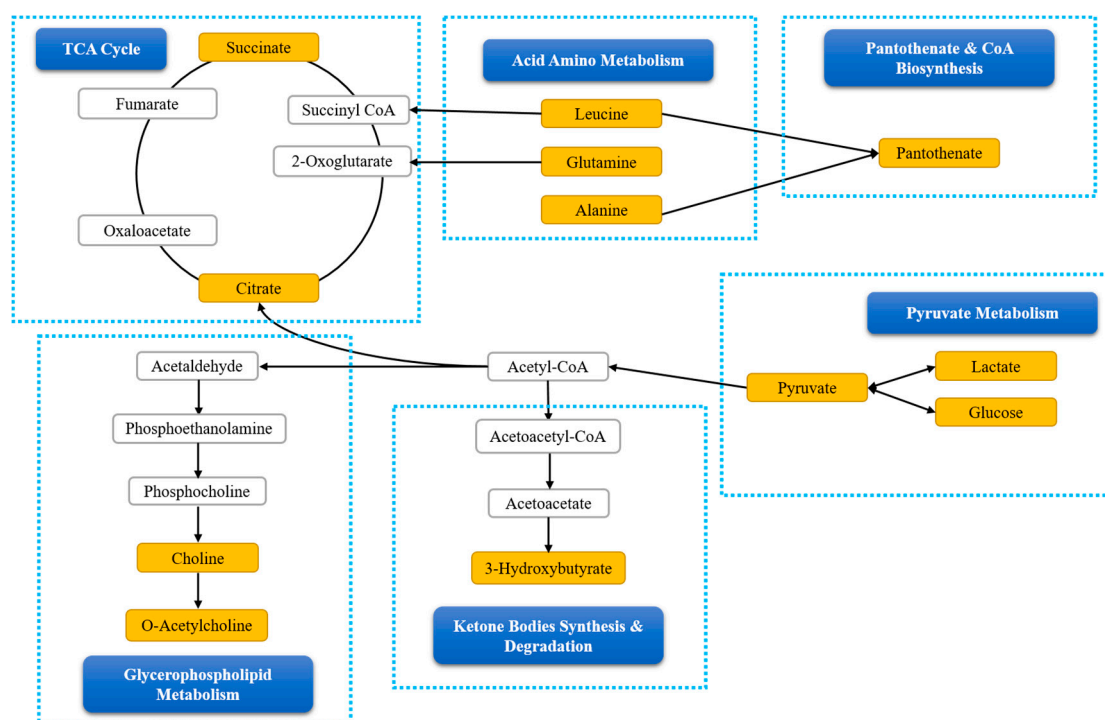 TCA Cycle
Succinate
Fumarate
Succinyl CoA
2-Oxoglutarate
Oxaloacetate
Citrate
Acid Amino Metabolism
Leucine
Glutamine
Alanine
Pantothenate & CoA
Biosynthesis
Pantothenate
Pyruvate Metabolism
Lactate
Pyruvate
Glucose
Acetyl-CoA
Acetaldehyde
Phosphoethanolamine
Phosphocholine
Choline
O-Acetylcholine
Glycerophospholipid
Metabolism
Acetoacetyl-CoA
Acetoacetate
3-Hydroxybutyrate
Ketone Bodies Synthesis &
Degradation